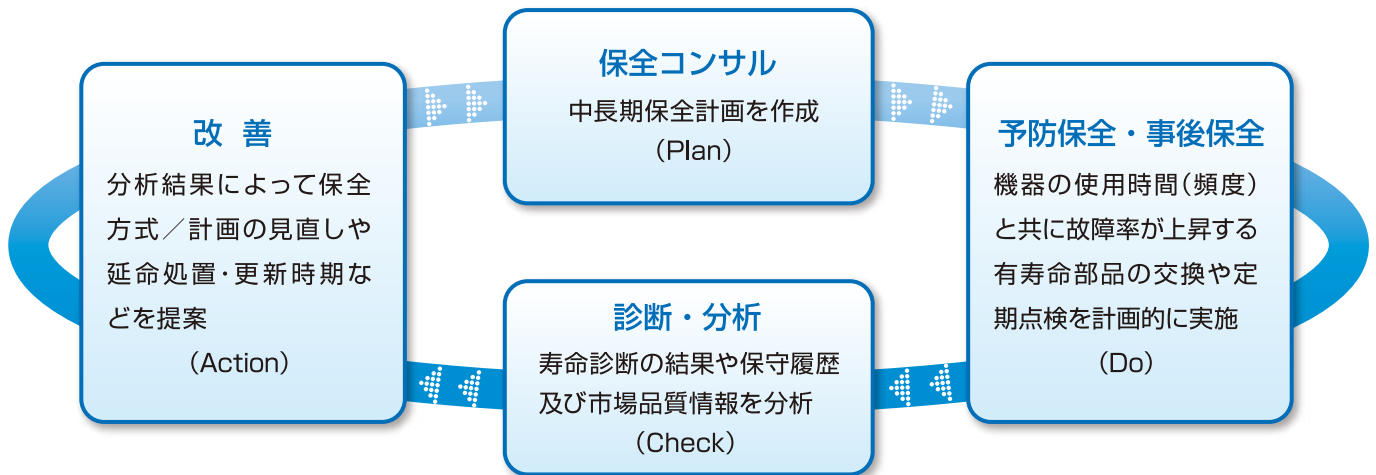 保全コンサル
中長期保全計画を作成
(Plan)
予防保全・事後保全
機器の使用時間(頻度)
と共に故障率が上昇する
有寿命部品の交換や定
期点検を計画的に実施
(Do)
診断・分析
寿命診断の結果や保守履歴
及び市場品質情報を分析
(Check)
改 善
分析結果によって保全
方式／計画の見直しや
延命処置・更新時期な
どを提案
(Action)